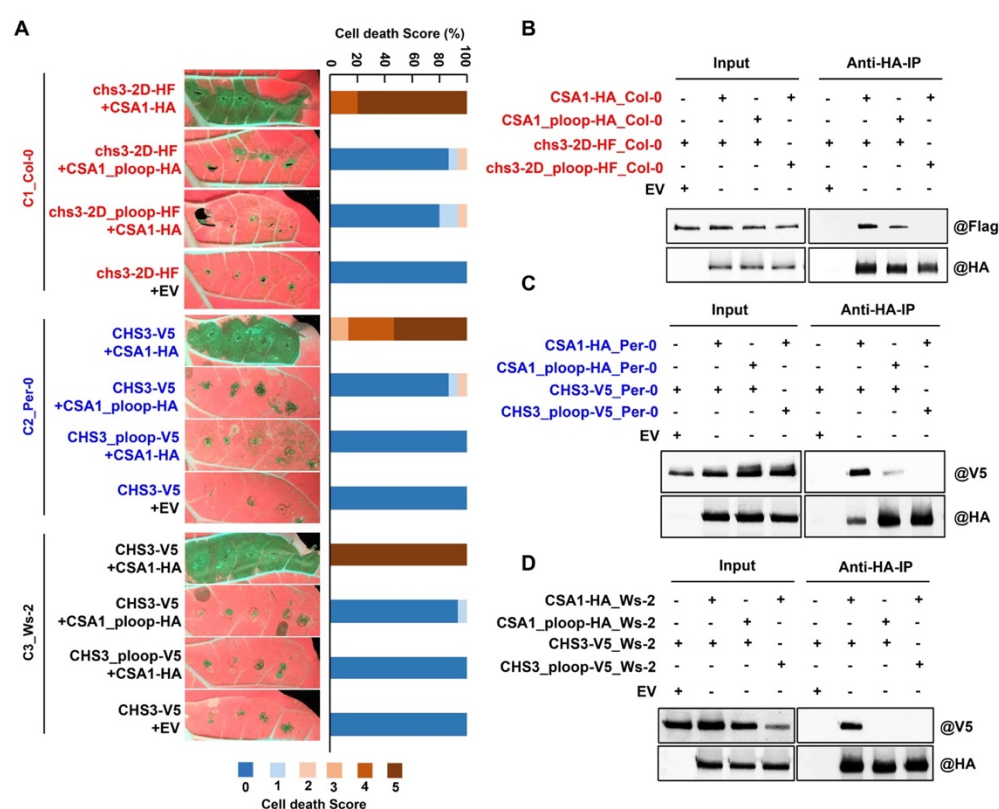 A
Cell death Score (%)
0 20 40 60 80 100
C1_Col-0
chs3-2D-HF
+CSA1-HA
chs3-2D-HF
+CSA1_ploop-HA
chs3-2D_ploop-HF
+CSA1-HA
chs3-2D-HF
+EV
C2_Per-0
CHS3-V5
+CSA1-HA
CHS3-V5
+CSA1_ploop-HA
CHS3_ploop-V5
+CSA1-HA
CHS3-V5
+EV
C3_Ws-2
CHS3-V5
+CSA1-HA
CHS3-V5
+CSA1_ploop-HA
CHS3_ploop-V5
+CSA1-HA
CHS3-V5
+EV
0 1 2 3 4 5
Cell death Score
B
Input Anti-HA-IP
CSA1-HA_Col-0 - + - + - + - +
CSA1_ploop-HA_Col-0 - - + - - - + -
chs3-2D-HF_Col-0 + + + - + + + -
chs3-2D_ploop-HF_Col-0 - - - + - - - +
EV + - - - + - - -
@Flag
@HA
C
Input Anti-HA-IP
CSA1-HA_Per-0 - + - + - + - +
CSA1_ploop-HA_Per-0 - - + - - - + -
CHS3-V5_Per-0 + + + - + + + -
CHS3_ploop-V5_Per-0 - - - + - - - +
EV + - - - + - - -
@V5
@HA
D
Input Anti-HA-IP
CSA1-HA_Ws-2 - + - + - + - +
CSA1_ploop-HA_Ws-2 - - + - - - + -
CHS3-V5_Ws-2 + + + - + + + -
CHS3_ploop-V5_Ws-2 - - - + - - - +
EV + - - - + - - -
@V5
@HA